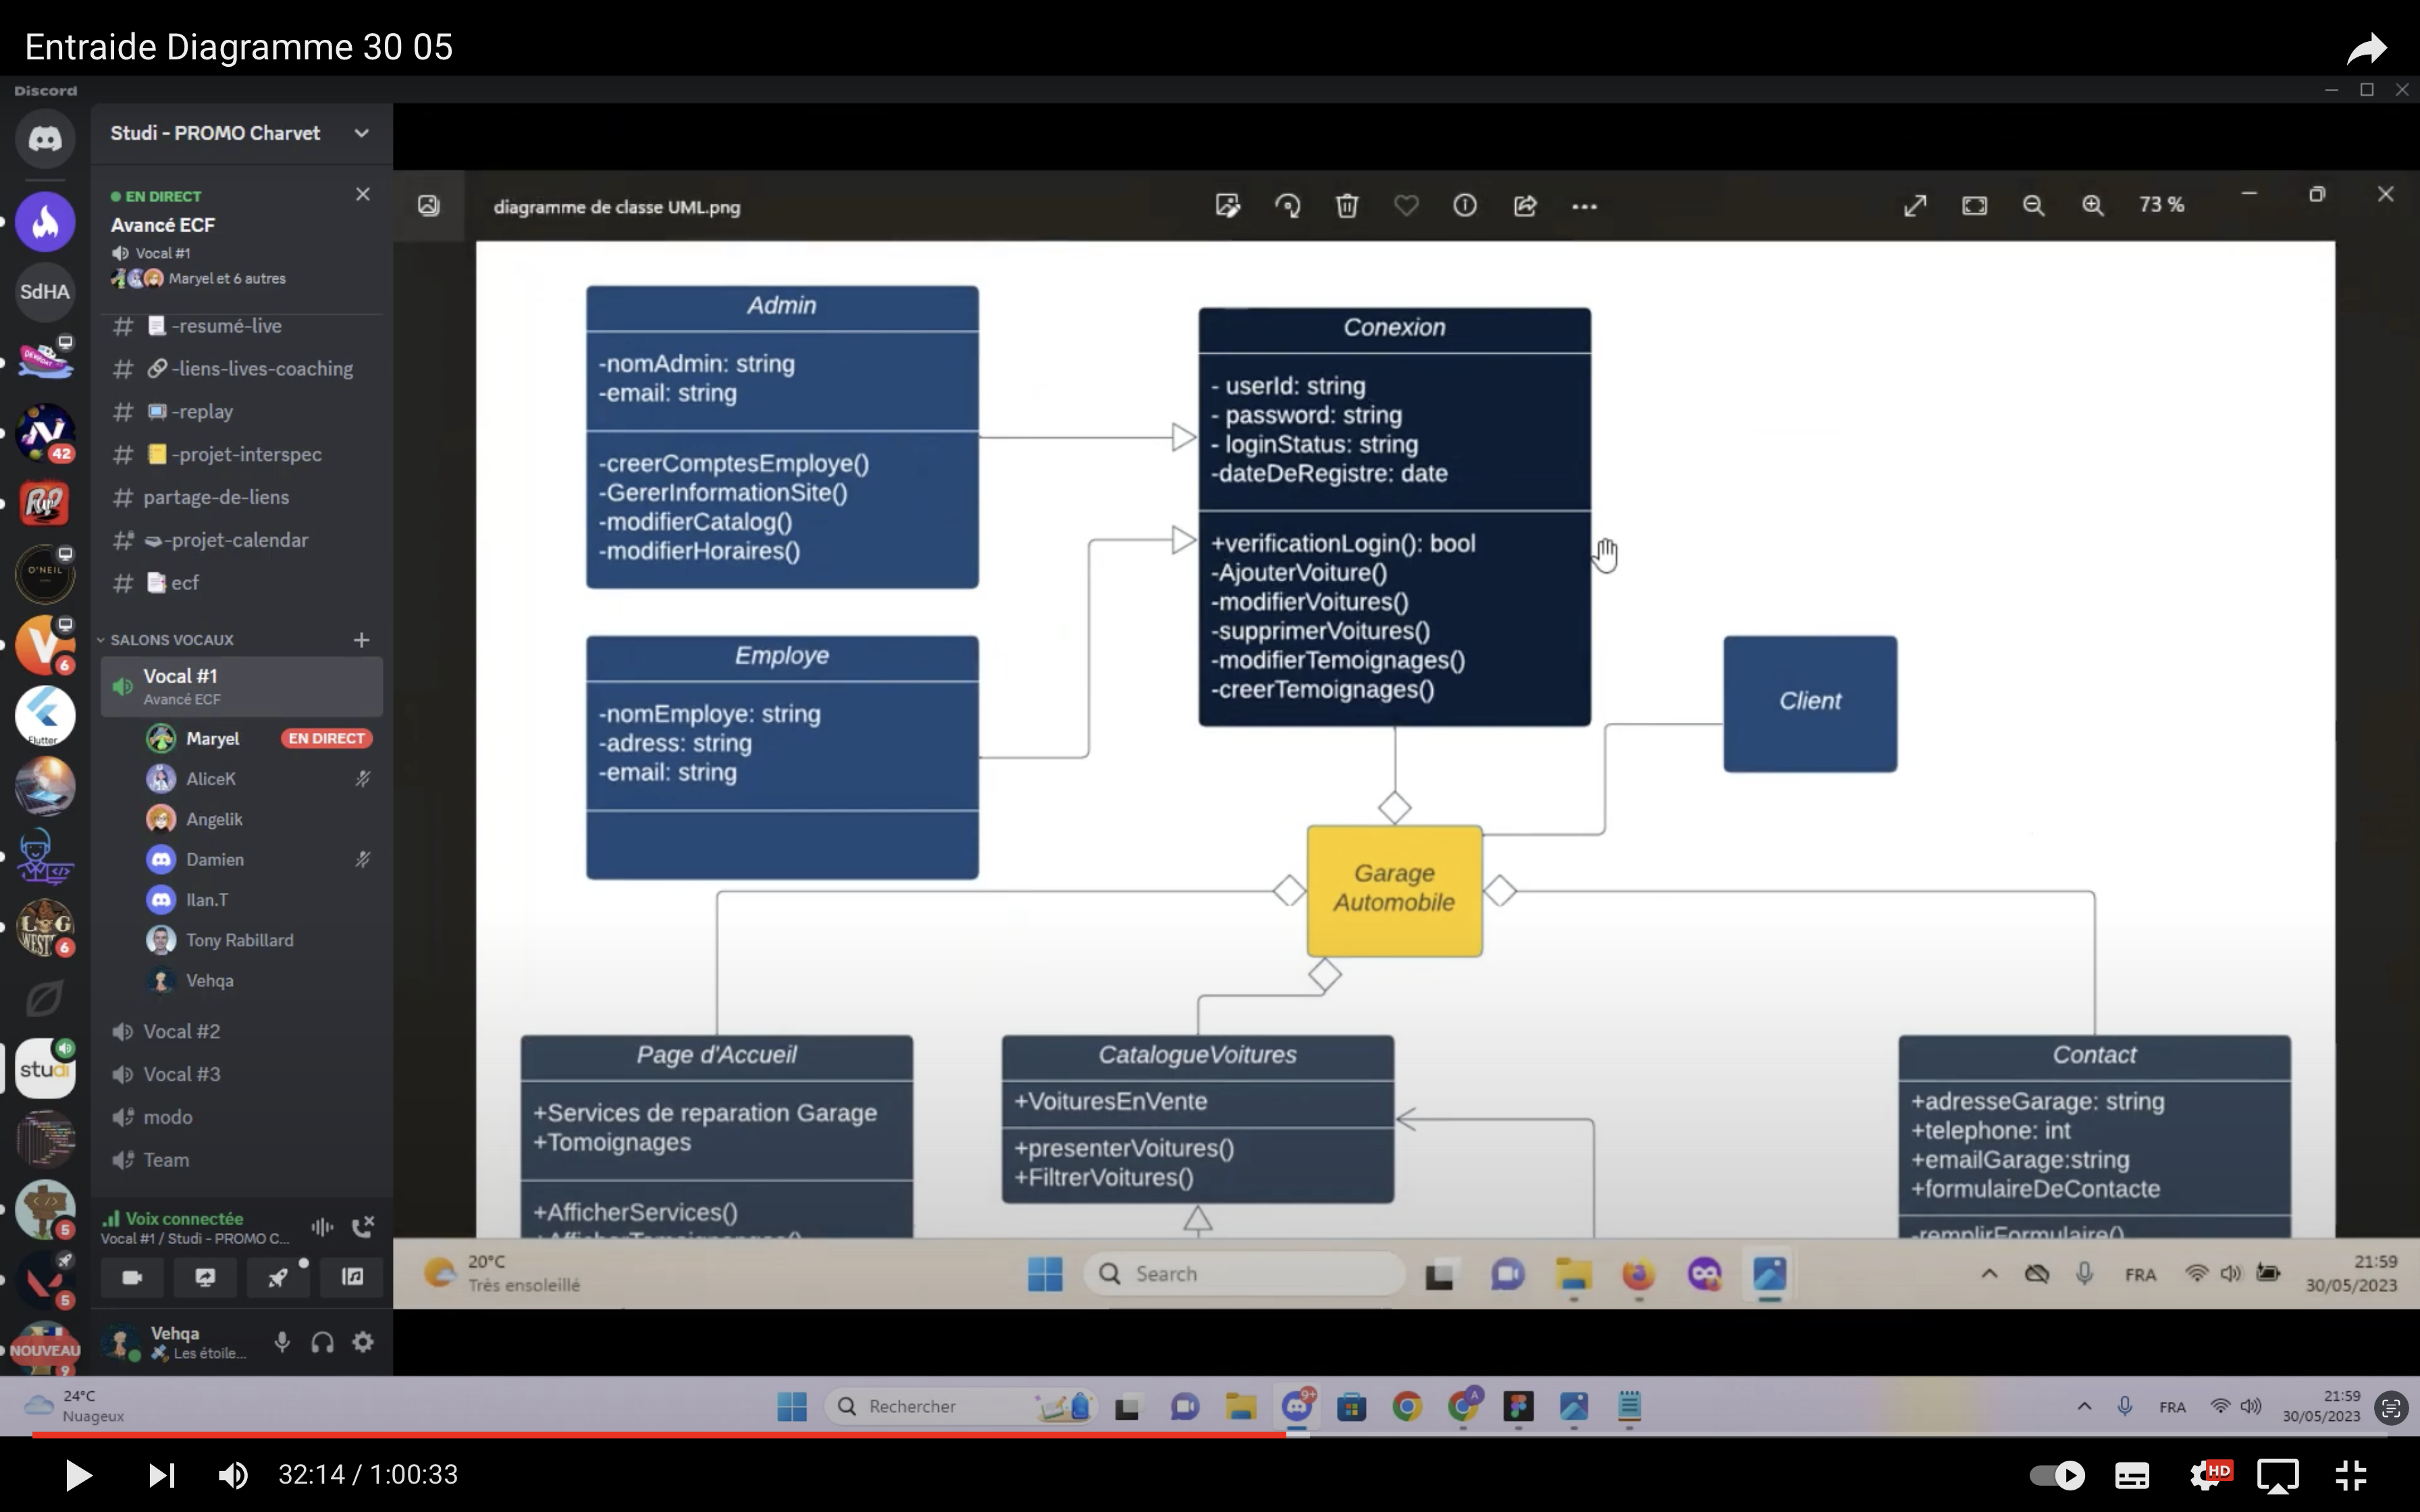 Entraide Diagramme 30 05
Discord
Studi - PROMO Charvet
EN DIRECT
Avancé ECF
Vocal #1
Maryel et 6 autres
-resumé-live
-liens-lives-coaching
-replay
-projet-interspec
partage-de-liens
-projet-calendar
ecf
SALONS VOCAUX
Vocal #1
Avancé ECF
Maryel EN DIRECT
AliceK
Angelik
Damien
Ilan.T
Tony Rabillard
Vehqa
Vocal #2
Vocal #3
modo
Team
Voix connectée
Vocal #1 / Studi - PROMO C...
Vehqa
Les étoile...
SdHA
42
O'NEIL
6
Flutter
L G
WEST
6
studi
5
5
NOUVEAU
9
diagramme de classe UML.png
73 %
Admin
-nomAdmin: string
-email: string
-creerComptesEmploye()
-GererInformationSite()
-modifierCatalog()
-modifierHoraires()
Conexion
- userId: string
- password: string
- loginStatus: string
-dateDeRegistre: date
+verificationLogin(): bool
-AjouterVoiture()
-modifierVoitures()
-supprimerVoitures()
-modifierTemoignages()
-creerTemoignages()
Employe
-nomEmploye: string
-adress: string
-email: string
Client
Garage
Automobile
Page d'Accueil
+Services de reparation Garage
+Tomoignages
+AfficherServices()
CatalogueVoitures
+VoituresEnVente
+presenterVoitures()
+FiltrerVoitures()
Contact
+adresseGarage: string
+telephone: int
+emailGarage:string
+formulaireDeContacte
-remplirFormulaire()
20°C
Très ensoleillé
Search
FRA
21:59
30/05/2023
24°C
Nuageux
Rechercher
9+
A
FRA
21:59
30/05/2023
32:14 / 1:00:33
HD